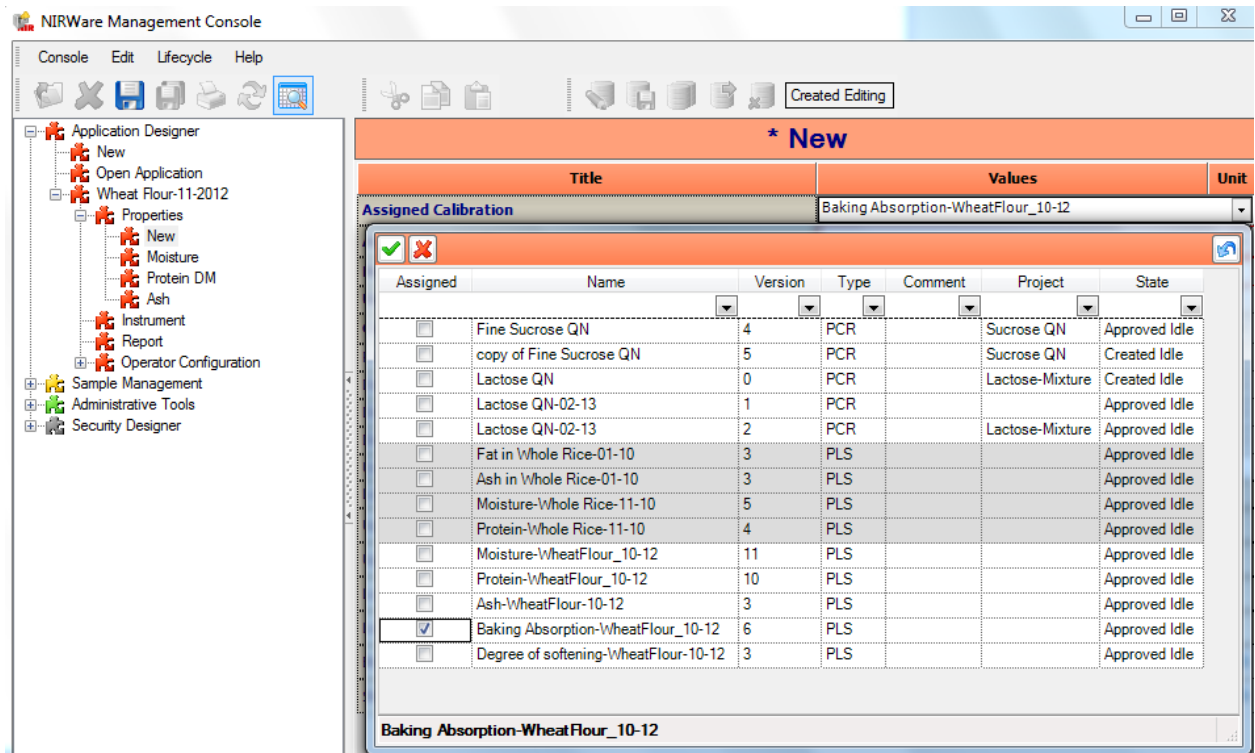 NIRWare Management Console
Console Edit Lifecycle Help
Created Editing
Application Designer
New
Open Application
Wheat Flour-11-2012
Properties
New
Moisture
Protein DM
Ash
Instrument
Report
Operator Configuration
Sample Management
Administrative Tools
Security Designer
* New
Title Values Unit
Assigned Calibration Baking Absorption-WheatFlour_10-12
Assigned Name Version Type Comment Project State
Fine Sucrose QN 4 PCR Sucrose QN Approved Idle
copy of Fine Sucrose QN 5 PCR Sucrose QN Created Idle
Lactose QN 0 PCR Lactose-Mixture Created Idle
Lactose QN-02-13 1 PCR Approved Idle
Lactose QN-02-13 2 PCR Lactose-Mixture Approved Idle
Fat in Whole Rice-01-10 3 PLS Approved Idle
Ash in Whole Rice-01-10 3 PLS Approved Idle
Moisture-Whole Rice-11-10 5 PLS Approved Idle
Protein-Whole Rice-11-10 4 PLS Approved Idle
Moisture-WheatFlour_10-12 11 PLS Approved Idle
Protein-WheatFlour_10-12 10 PLS Approved Idle
Ash-WheatFlour-10-12 3 PLS Approved Idle
Baking Absorption-WheatFlour_10-12 6 PLS Approved Idle
Degree of softening-WheatFlour-10-12 3 PLS Approved Idle
Baking Absorption-WheatFlour_10-12